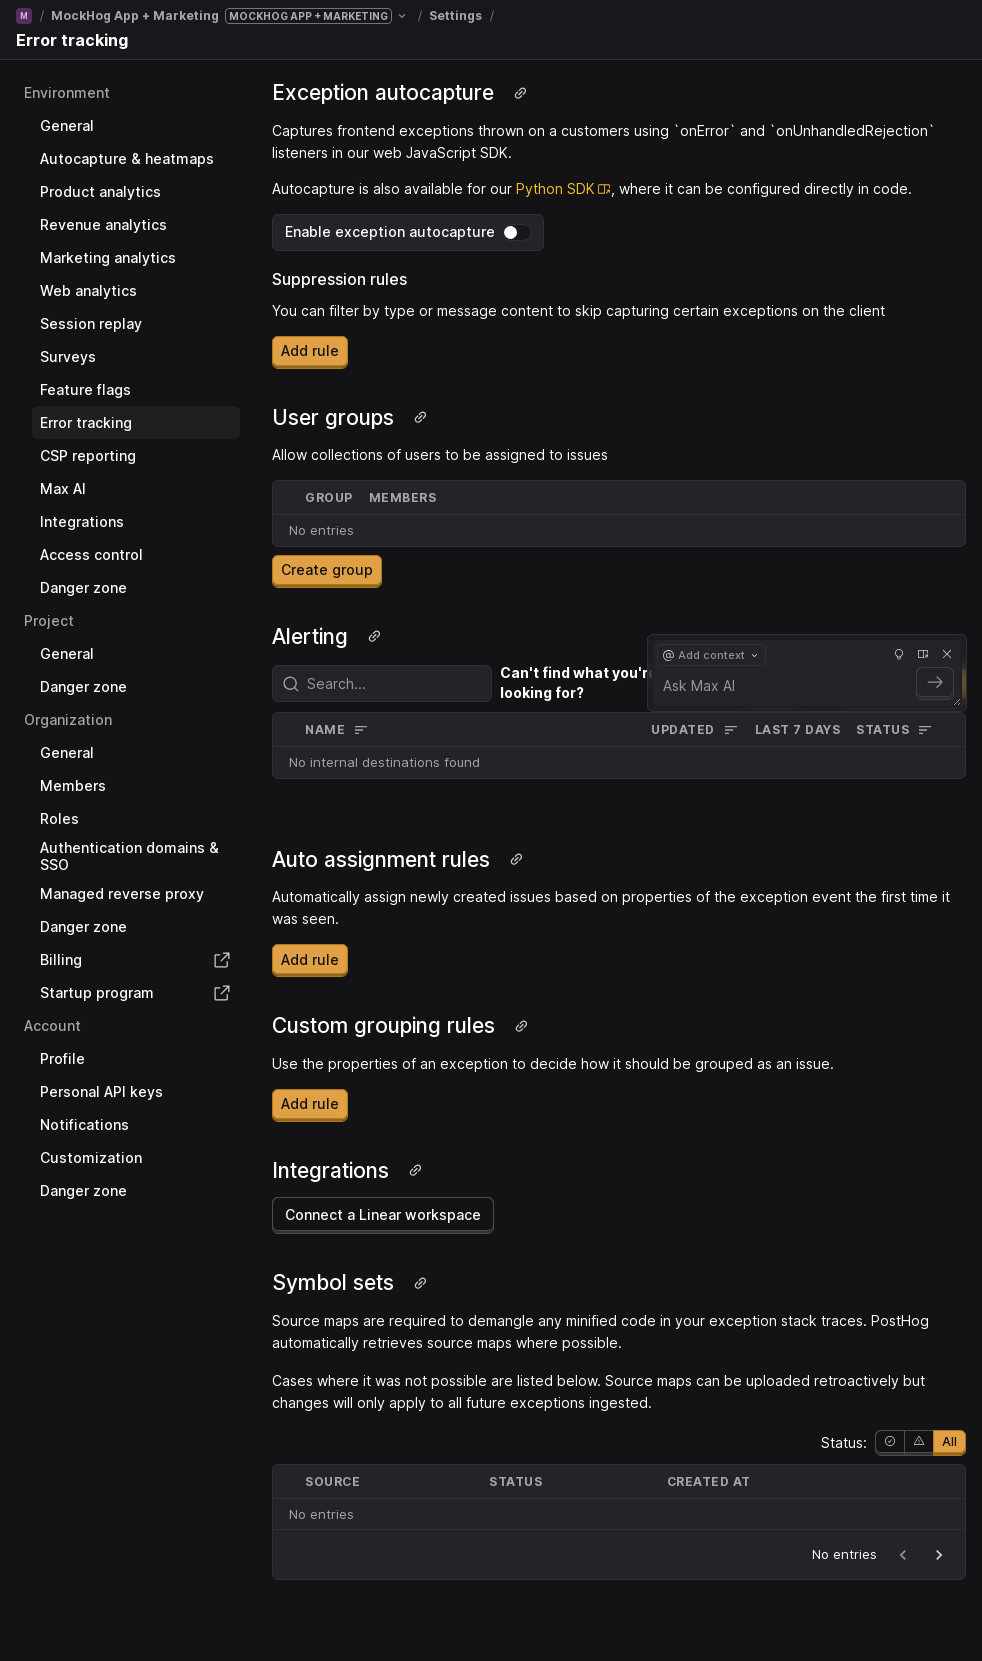 M / MockHog App + Marketing MOCKHOG APP + MARKETING / Settings /
Error tracking
Environment
General
Autocapture & heatmaps
Product analytics
Revenue analytics
Marketing analytics
Web analytics
Session replay
Surveys
Feature flags
Error tracking
CSP reporting
Max AI
Integrations
Access control
Danger zone
Project
General
Danger zone
Organization
General
Members
Roles
Authentication domains &
SSO
Managed reverse proxy
Danger zone
Billing
Startup program
Account
Profile
Personal API keys
Notifications
Customization
Danger zone
Exception autocapture
Captures frontend exceptions thrown on a customers using `onError` and `onUnhandledRejection`
listeners in our web JavaScript SDK.
Autocapture is also available for our Python SDK, where it can be configured directly in code.
Enable exception autocapture
Suppression rules
You can filter by type or message content to skip capturing certain exceptions on the client
Add rule
User groups
Allow collections of users to be assigned to issues
GROUP MEMBERS
No entries
Create group
Alerting
Search...
Can't find what you're
looking for?
@ Add context
Ask Max AI
NAME UPDATED LAST 7 DAYS STATUS
No internal destinations found
Auto assignment rules
Automatically assign newly created issues based on properties of the exception event the first time it
was seen.
Add rule
Custom grouping rules
Use the properties of an exception to decide how it should be grouped as an issue.
Add rule
Integrations
Connect a Linear workspace
Symbol sets
Source maps are required to demangle any minified code in your exception stack traces. PostHog
automatically retrieves source maps where possible.
Cases where it was not possible are listed below. Source maps can be uploaded retroactively but
changes will only apply to all future exceptions ingested.
Status: All
SOURCE STATUS CREATED AT
No entries
No entries